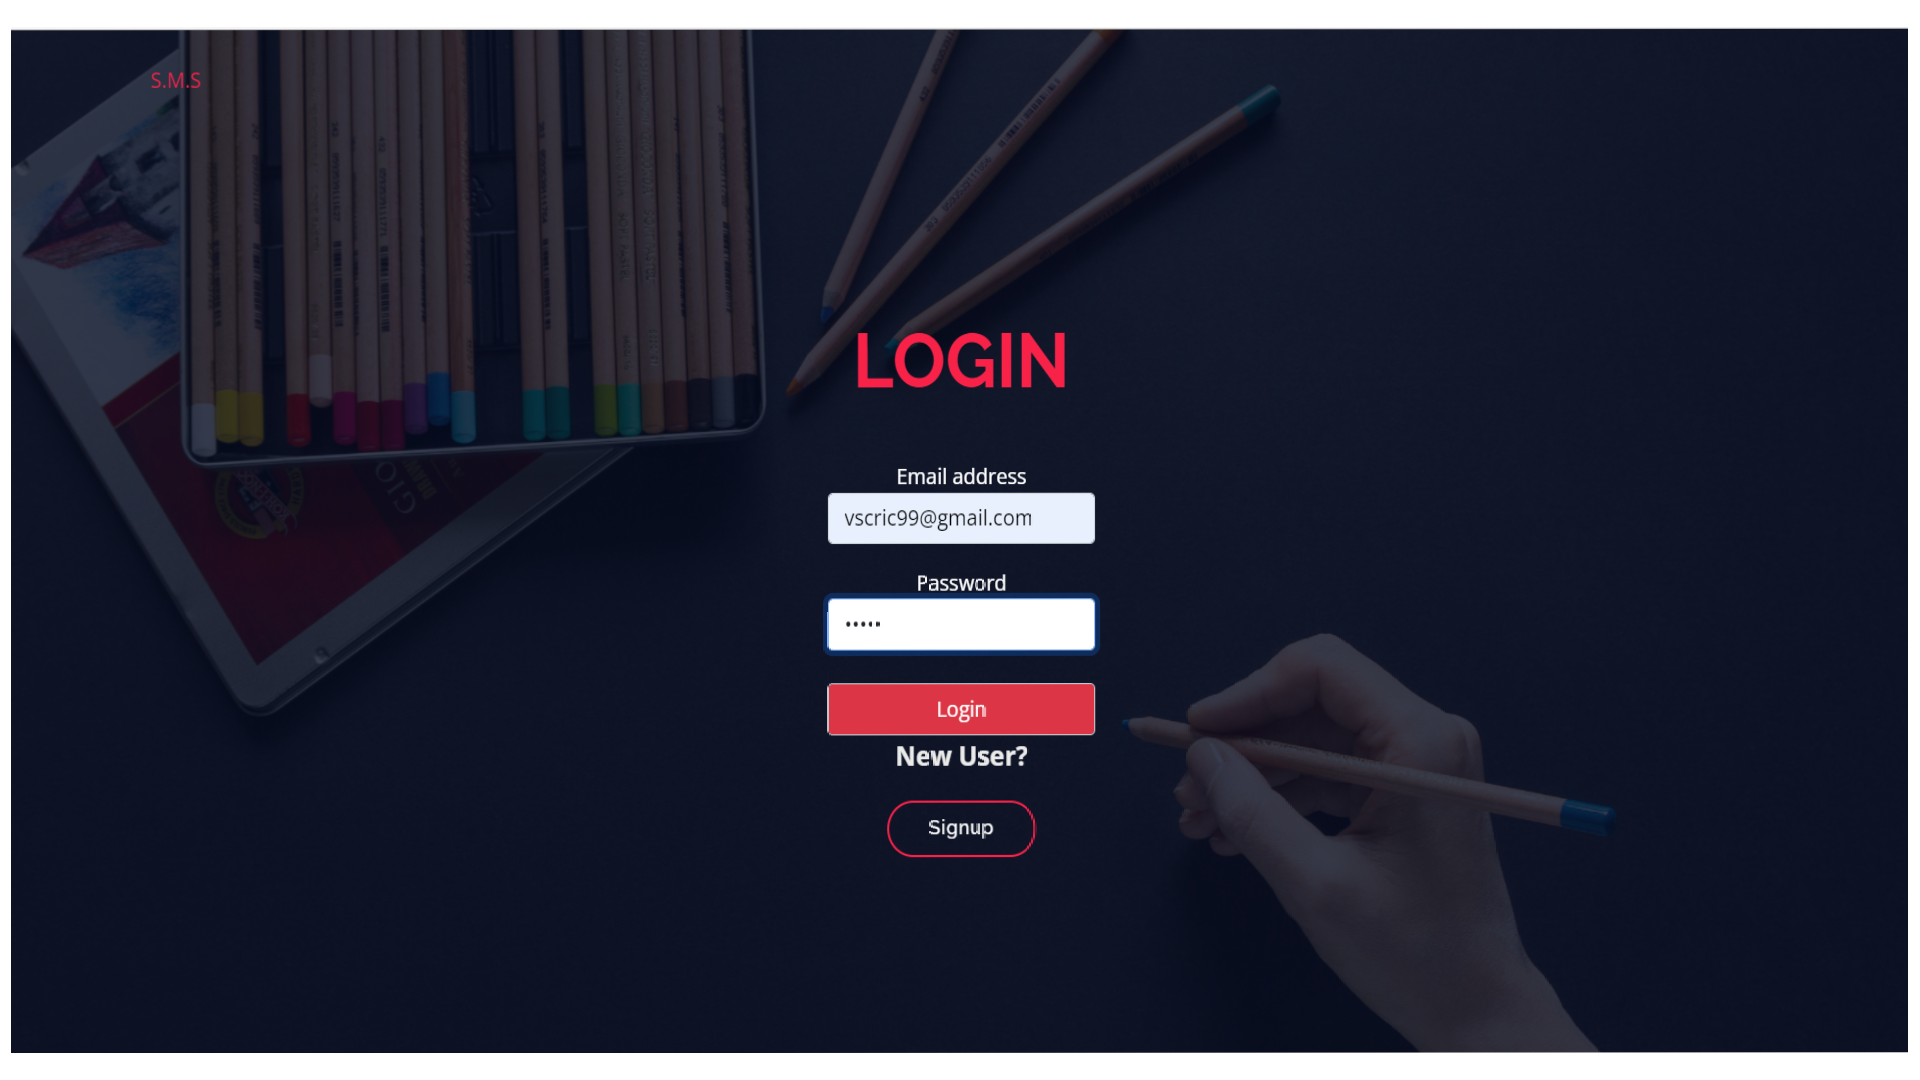 S.M.S
LOGIN
Email address
vscric99@gmail.com
Password
•••••
Login
New User?
Signup